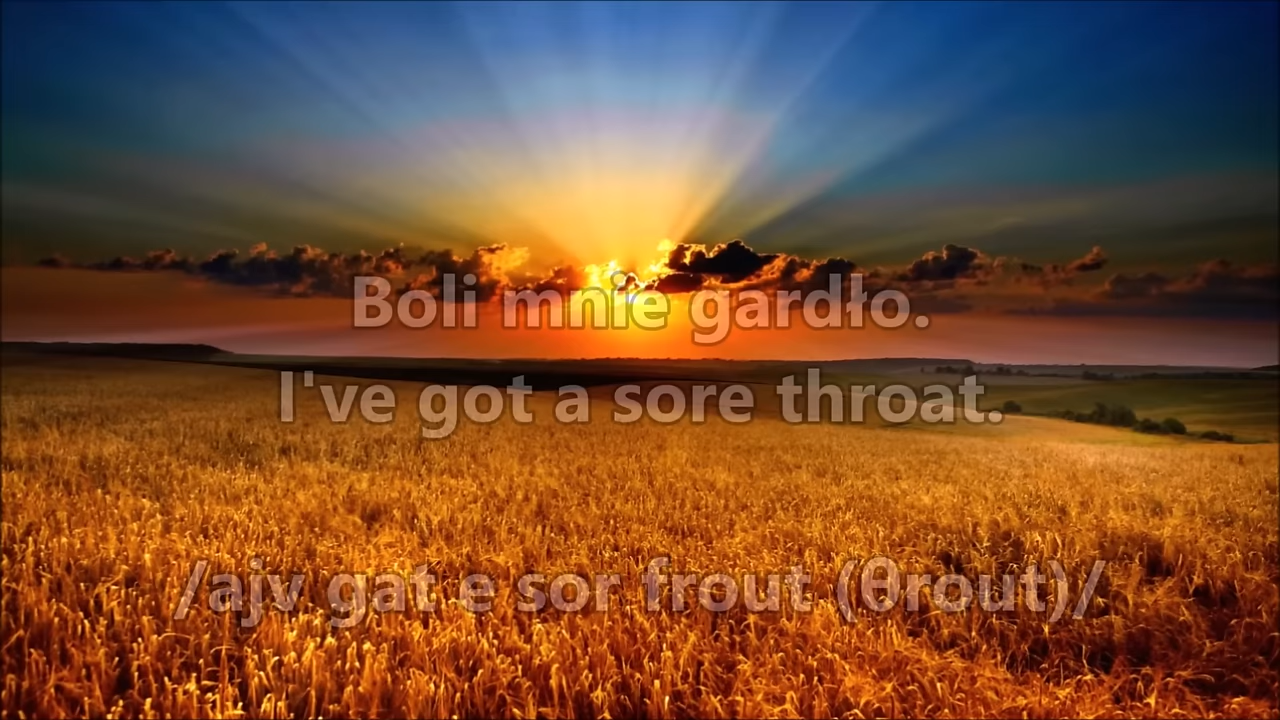 Boli mnie gardło.
I've got a sore throat.
/ajv gat e sor frout (θrout)/